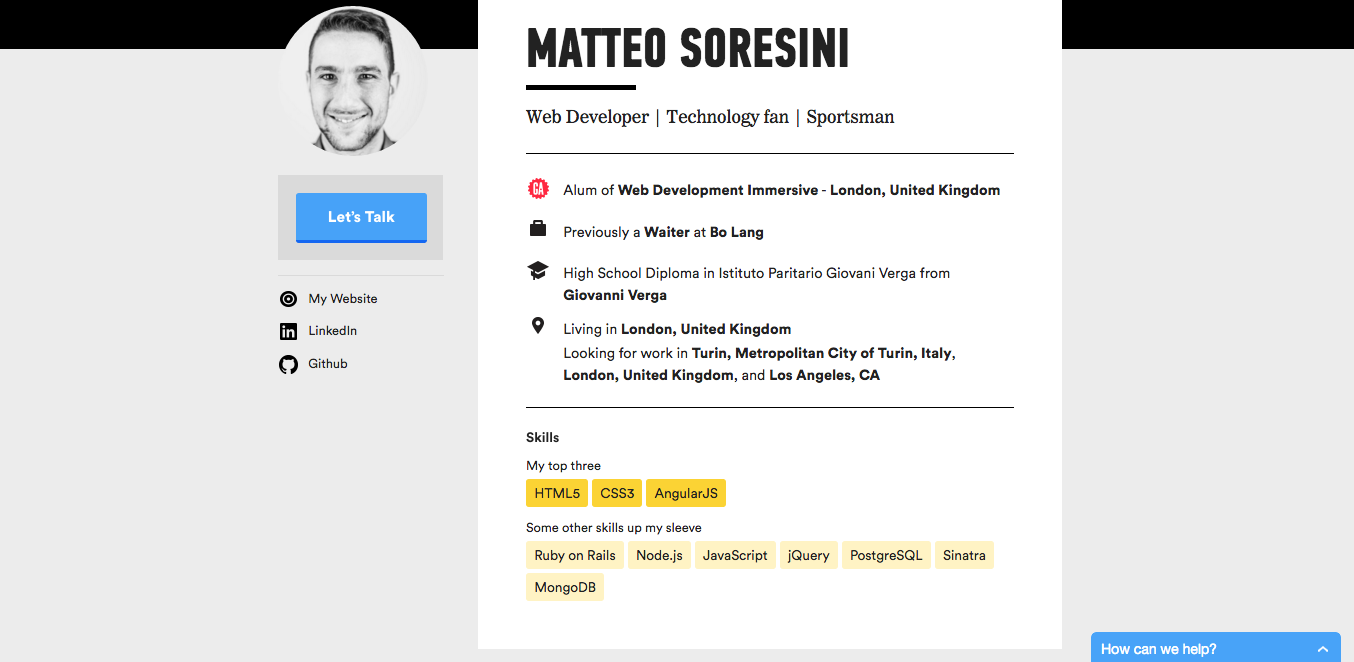 MATTEO SORESINI
Web Developer | Technology fan | Sportsman
Let's Talk
My Website
LinkedIn
Github
GA
Alum of Web Development Immersive - London, United Kingdom
Previously a Waiter at Bo Lang
High School Diploma in Istituto Paritario Giovani Verga from
Giovanni Verga
Living in London, United Kingdom
Looking for work in Turin, Metropolitan City of Turin, Italy,
London, United Kingdom, and Los Angeles, CA
Skills
My top three
HTML5 CSS3 AngularJS
Some other skills up my sleeve
Ruby on Rails Node.js JavaScript jQuery PostgreSQL Sinatra
MongoDB
How can we help?